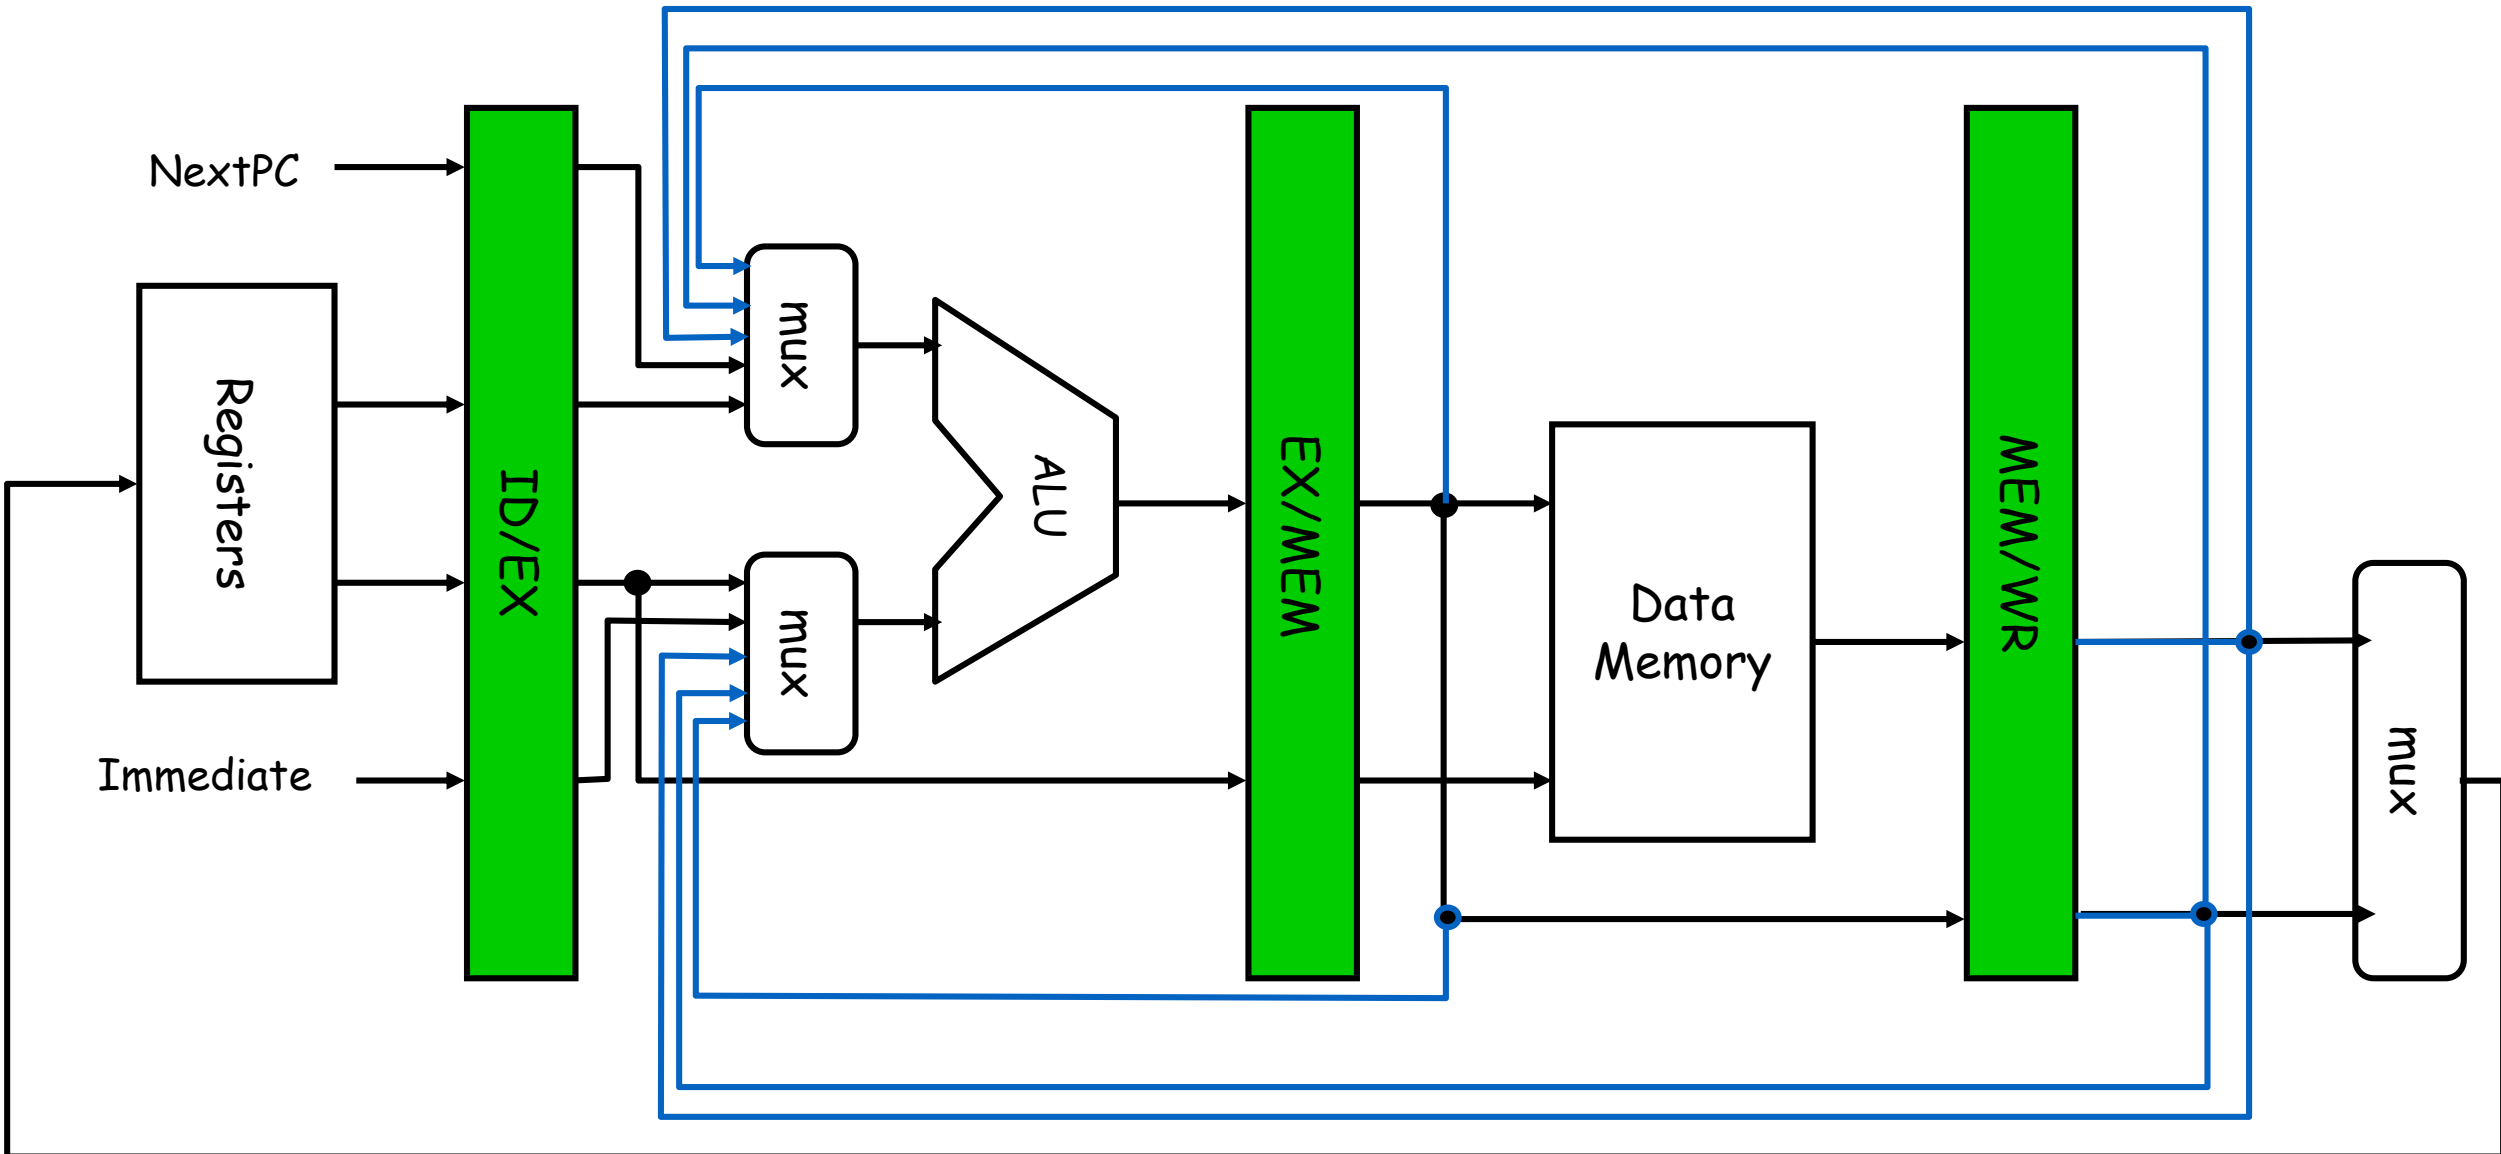 NextPC
Registers
Immediate
ID/EX
mux
mux
ALU
EX/MEM
Data
Memory
MEM/WR
mux